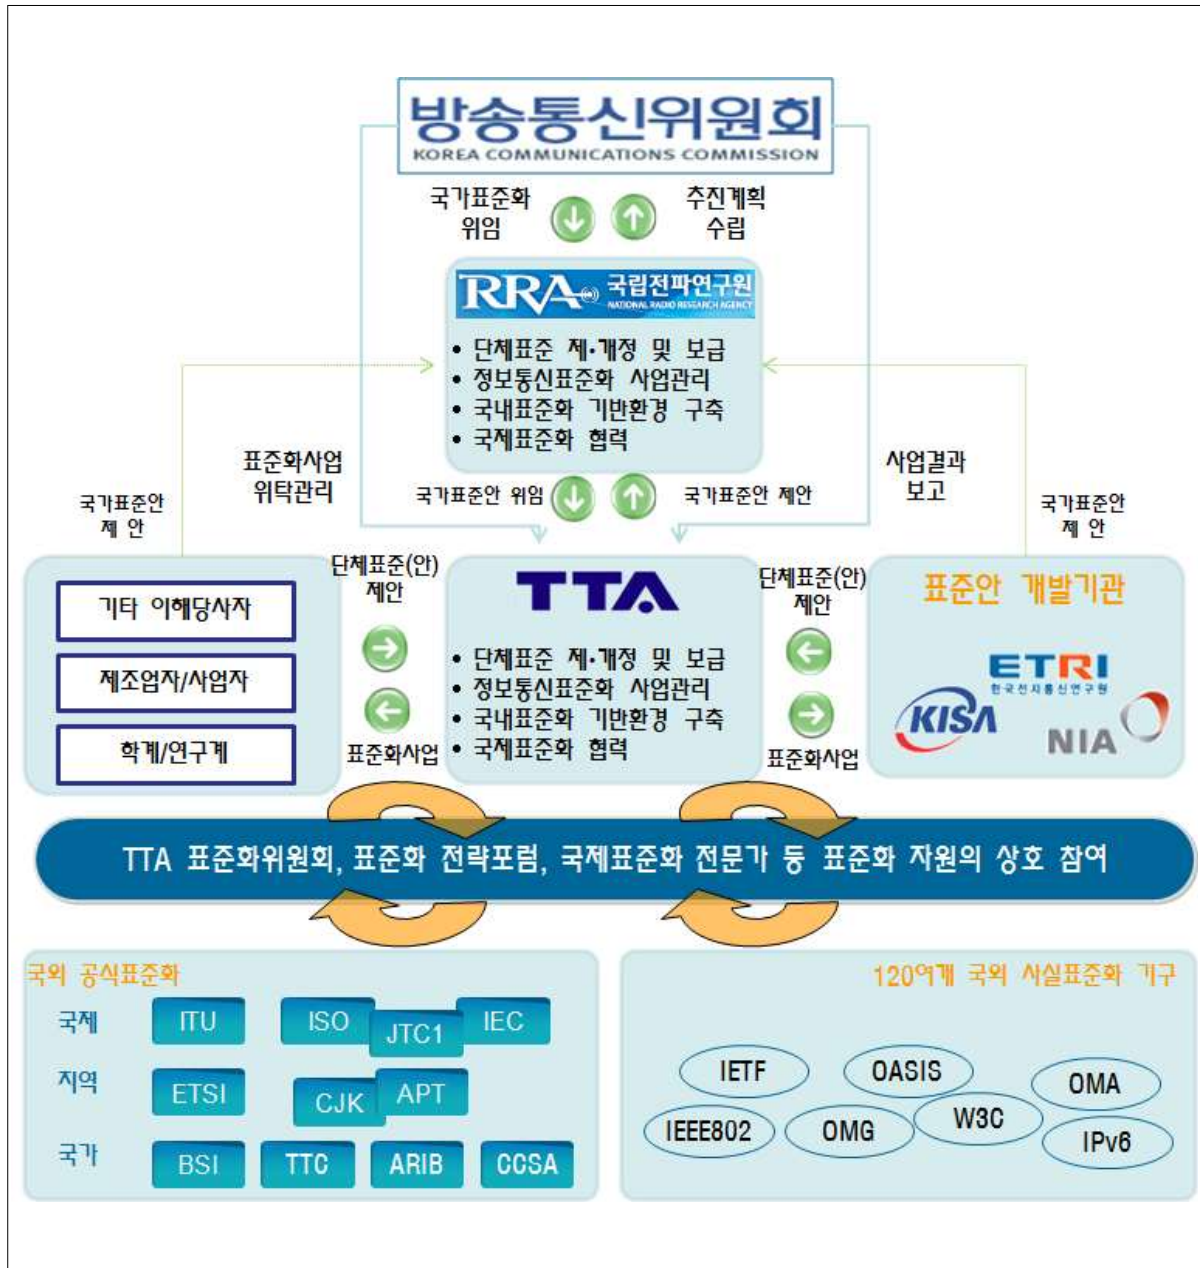 방송통신위원회
KOREA COMMUNICATIONS COMMISSION
국가표준화
위임
추진계획
수립
RRA 국립전파연구원
NATIONAL RADIO RESEARCH AGENCY
• 단체표준 제·개정 및 보급
• 정보통신표준화 사업관리
• 국내표준화 기반환경 구축
• 국제표준화 협력
표준화사업
위탁관리
사업결과
보고
국가표준안 위임
국가표준안 제안
국가표준안
제 안
국가표준안
제 안
기타 이해당사자
제조업자/사업자
학계/연구계
단체표준(안)
제안
표준화사업
TTA
• 단체표준 제·개정 및 보급
• 정보통신표준화 사업관리
• 국내표준화 기반환경 구축
• 국제표준화 협력
단체표준(안)
제안
표준화사업
표준안 개발기관
ETRI
한국전자통신연구원
KISA
NIA
TTA 표준화위원회, 표준화 전략포럼, 국제표준화 전문가 등 표준화 자원의 상호 참여
국외 공식표준화
국제 ITU ISO JTC1 IEC
지역 ETSI CJK APT
국가 BSI TTC ARIB CCSA
120여개 국외 사실표준화 기구
IETF OASIS OMA
IEEE802 OMG W3C IPv6